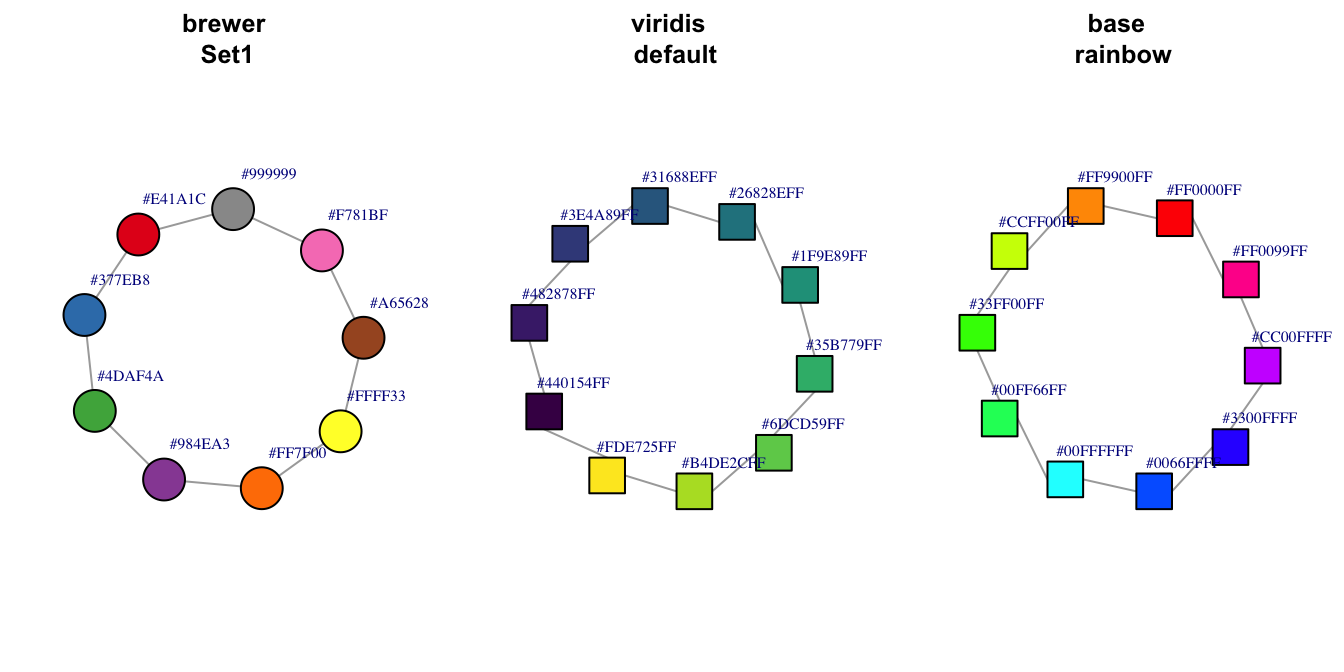 brewer
Set1
#999999
#E41A1C
#F781BF
#377EB8
#A65628
#4DAF4A
#FFFF33
#984EA3
#FF7F00
viridis
default
#31688EFF
#26828EFF
#3E4A89FF
#1F9E89FF
#482878FF
#35B779FF
#440154FF
#6DCD59FF
#FDE725FF
#B4DE2CFF
base
rainbow
#FF9900FF
#FF0000FF
#CCFF00FF
#FF0099FF
#33FF00FF
#CC00FFFF
#00FF66FF
#3300FFFF
#00FFFFFF
#0066FFFF